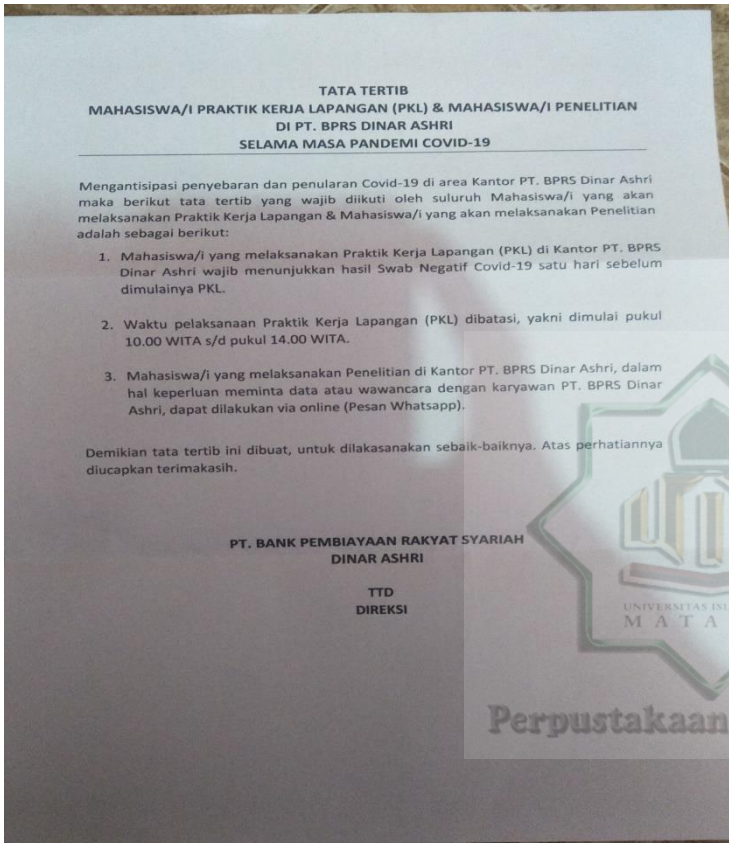 TATA TERTIB
MAHASISWA/I PRAKTIK KERJA LAPANGAN (PKL) & MAHASISWA/I PENELITIAN
DI PT. BPRS DINAR ASHRI
SELAMA MASA PANDEMI COVID-19
Mengantisipasi penyebaran dan penularan Covid-19 di area Kantor PT. BPRS Dinar Ashri
maka berikut tata tertib yang wajib diikuti oleh suluruh Mahasiswa/i yang akan
melaksanakan Praktik Kerja Lapangan & Mahasiswa/i yang akan melaksanakan Penelitian
adalah sebagai berikut:
1. Mahasiswa/i yang melaksanakan Praktik Kerja Lapangan (PKL) di Kantor PT. BPRS
Dinar Ashri wajib menunjukkan hasil Swab Negatif Covid-19 satu hari sebelum
dimulainya PKL.
2. Waktu pelaksanaan Praktik Kerja Lapangan (PKL) dibatasi, yakni dimulai pukul
10.00 WITA s/d pukul 14.00 WITA.
3. Mahasiswa/i yang melaksanakan Penelitian di Kantor PT. BPRS Dinar Ashri, dalam
hal keperluan meminta data atau wawancara dengan karyawan PT. BPRS Dinar
Ashri, dapat dilakukan via online (Pesan Whatsapp).
Demikian tata tertib ini dibuat, untuk dilakasanakan sebaik-baiknya. Atas perhatiannya
diucapkan terimakasih.
PT. BANK PEMBIAYAAN RAKYAT SYARIAH
DINAR ASHRI
TTD
DIREKSI
UNIVERSITAS IS
MATA
Perpustakaan